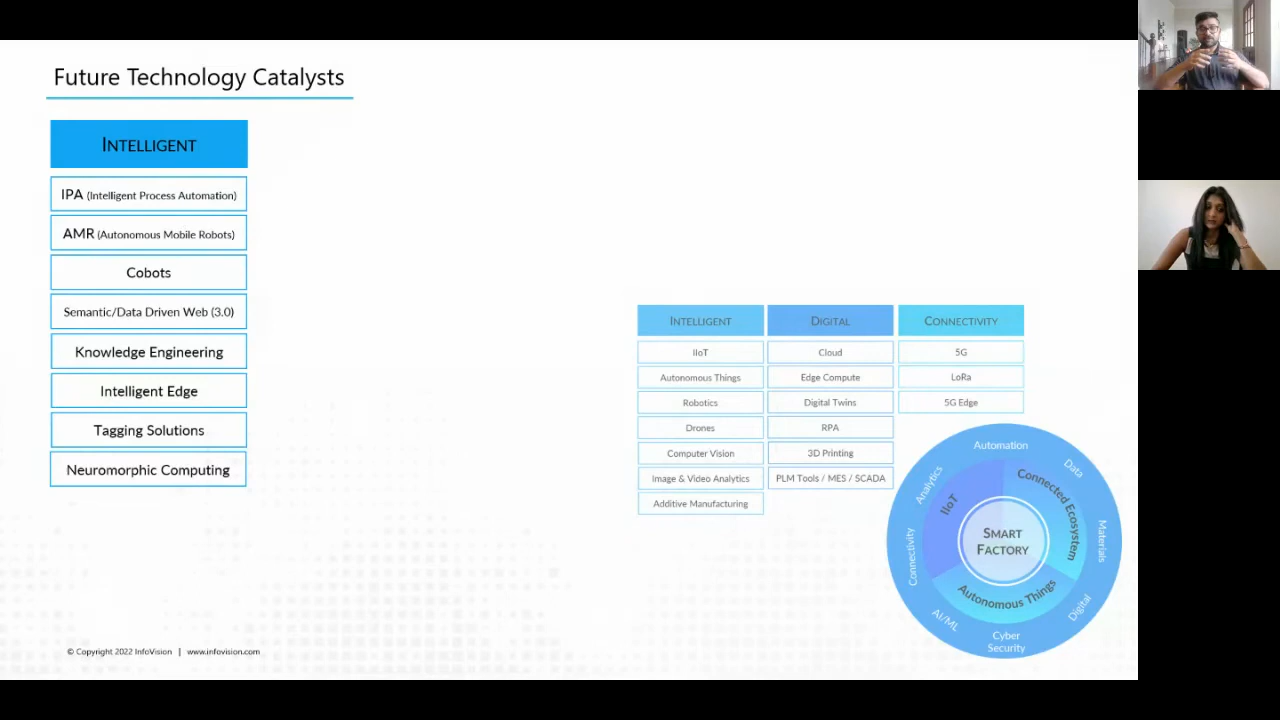 Future Technology Catalysts
INTELLIGENT
IPA (Intelligent Process Automation)
AMR (Autonomous Mobile Robots)
Cobots
Semantic/Data Driven Web (3.0)
Knowledge Engineering
Intelligent Edge
Tagging Solutions
Neuromorphic Computing
INTELLIGENT
IIoT
Autonomous Things
Robotics
Drones
Computer Vision
Image & Video Analytics
Additive Manufacturing
DIGITAL
Cloud
Edge Compute
Digital Twins
RPA
3D Printing
PLM Tools / MES / SCADA
CONNECTIVITY
5G
LoRa
5G Edge
Automation
Data
Materials
Digital
Cyber
Security
AI/ML
Connectivity
Analytics
IIoT
Connected Ecosystem
Autonomous Things
SMART
FACTORY
© Copyright 2022 InfoVision | www.infovision.com